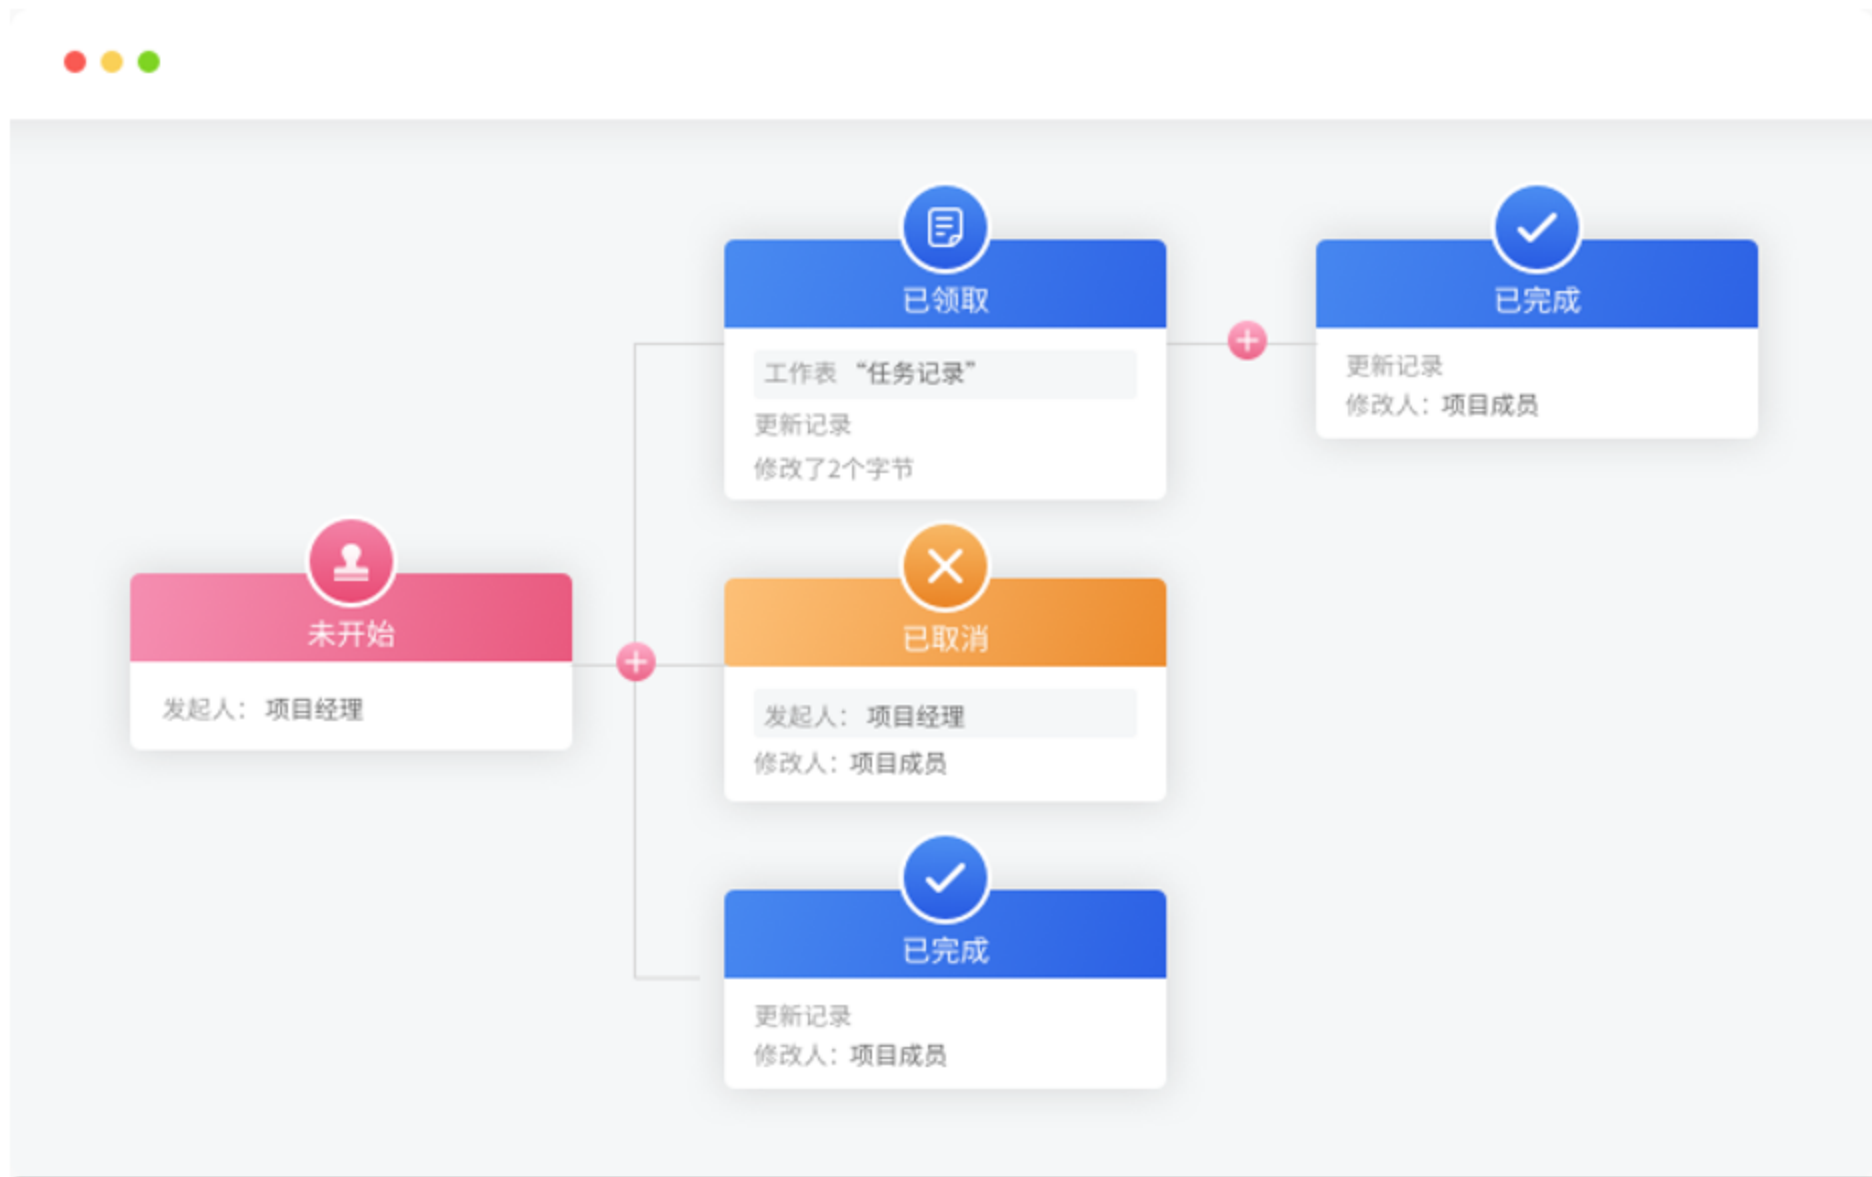 已领取
工作表 “任务记录”
更新记录
修改了2个字节
已完成
更新记录
修改人：项目成员
未开始
发起人： 项目经理
已取消
发起人： 项目经理
修改人：项目成员
已完成
更新记录
修改人：项目成员